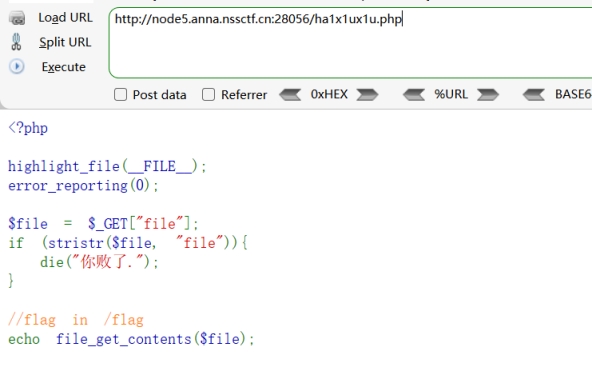 Load URL
http://node5.anna.nssctf.cn:28056/ha1x1ux1u.php
Split URL
Execute
Post data Referrer 0xHEX %URL BASE6
<?php
highlight_file(__FILE__);
error_reporting(0);
$file = $_GET["file"];
if (stristr($file, "file")){
die("你败了.");
}
//flag in /flag
echo file_get_contents($file);